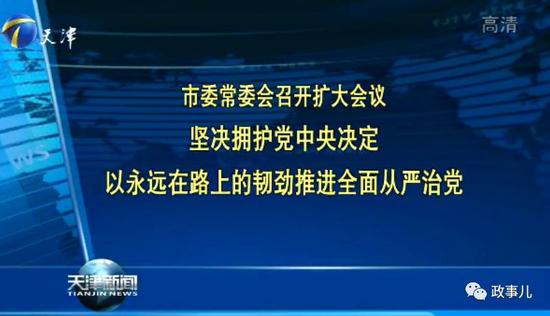 天津
高清
市委常委会召开扩大会议
坚决拥护党中央决定
以永远在路上的韧劲推进全面从严治党
WS
天津新闻
TIANJIN NEWS
政事儿